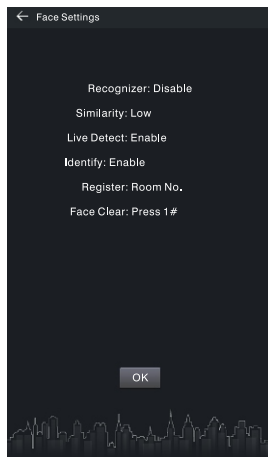 Face Settings
Recognizer: Disable
Similarity: Low
Live Detect: Enable
Identify: Enable
Register: Room No.
Face Clear: Press 1#
OK